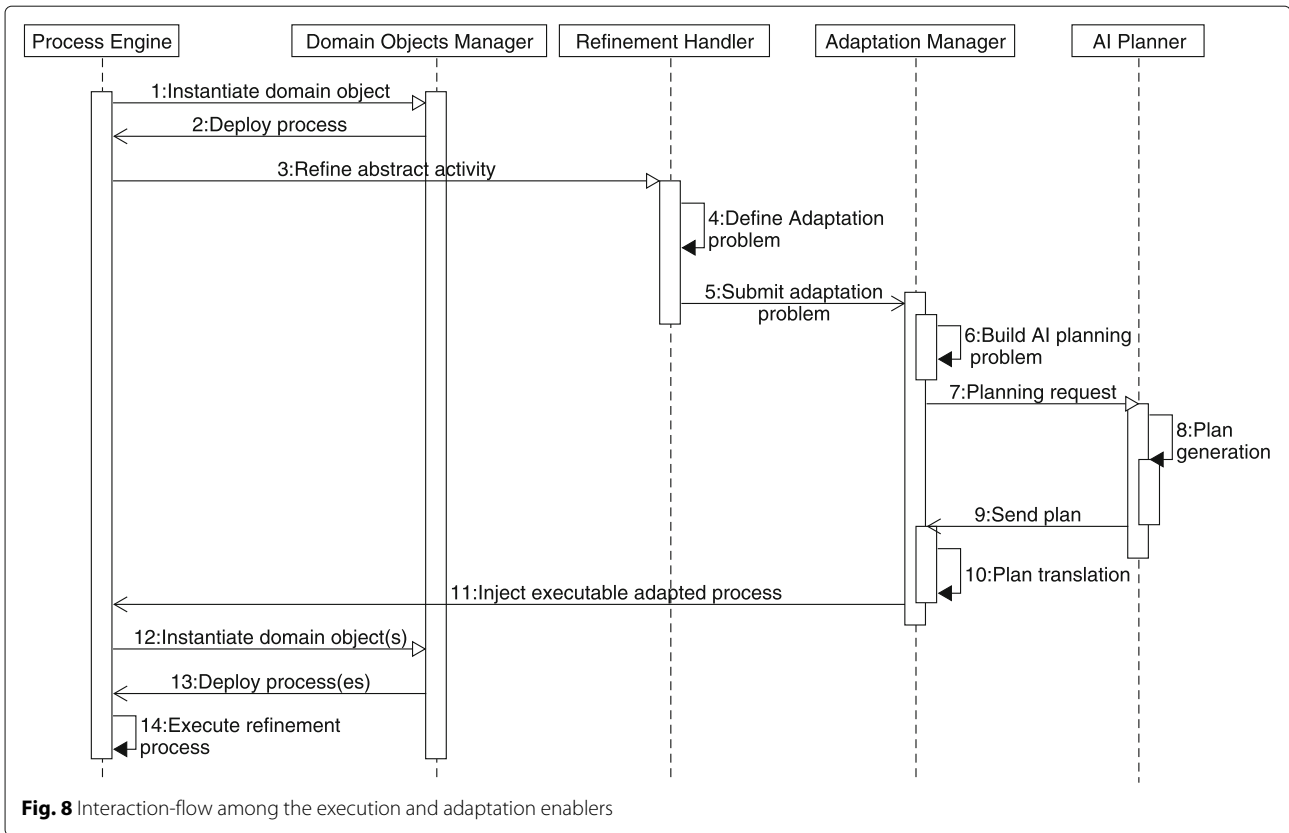 Process Engine
Domain Objects Manager
Refinement Handler
Adaptation Manager
AI Planner
1:Instantiate domain object
2:Deploy process
3:Refine abstract activity
4:Define Adaptation
problem
5:Submit adaptation
problem
6:Build AI planning
problem
7:Planning request
8:Plan
generation
9:Send plan
10:Plan translation
11:Inject executable adapted process
12:Instantiate domain object(s)
13:Deploy process(es)
14:Execute refinement
process
Fig. 8 Interaction-flow among the execution and adaptation enablers